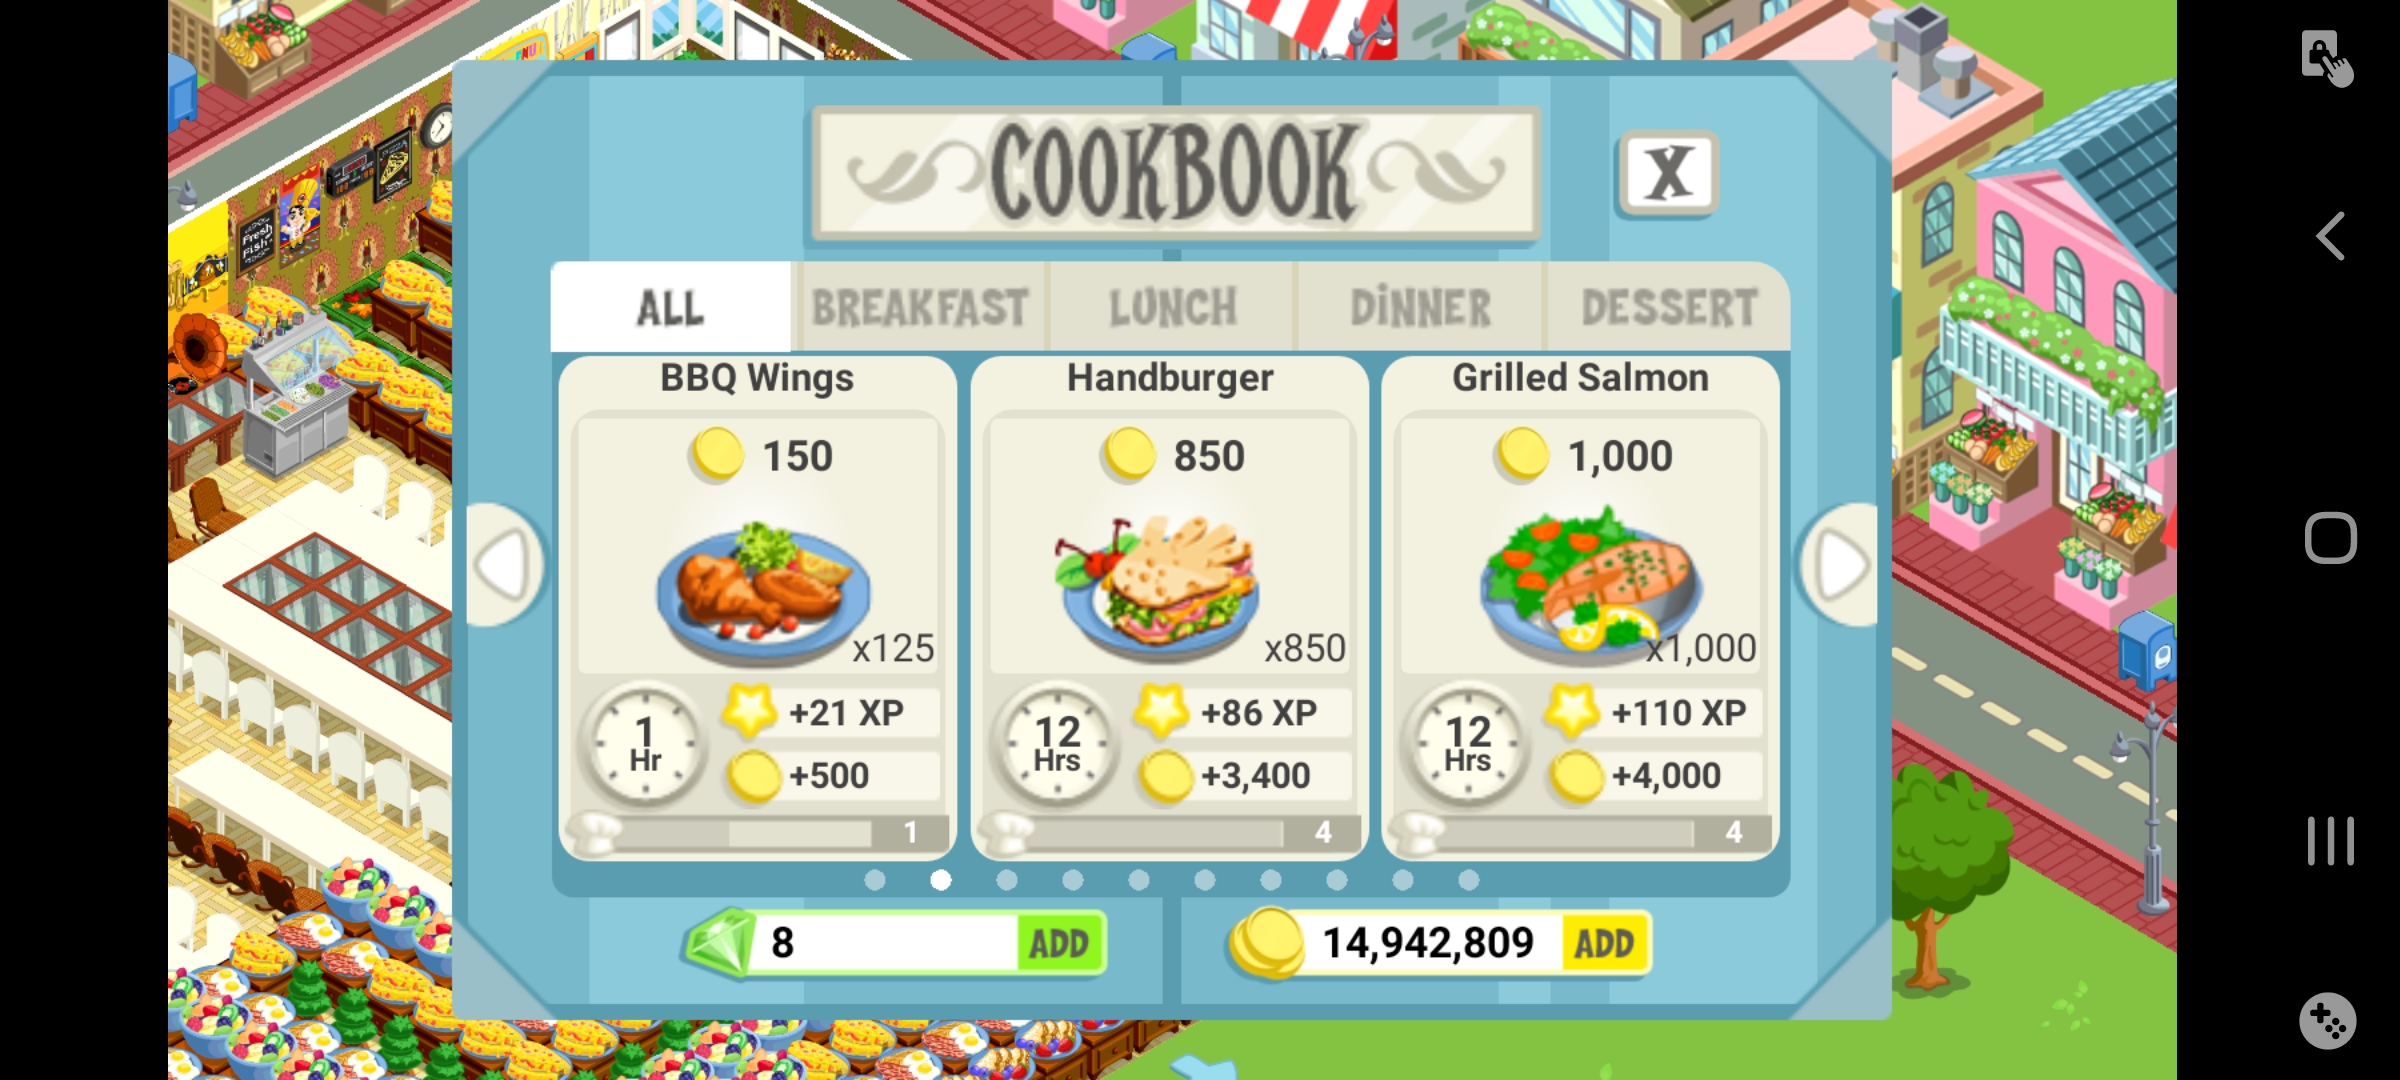 COOKBOOK
X
ALL
BREAKFAST
LUNCH
DINNER
DESSERT
BBQ Wings
150
x125
1
Hr
+21 XP
+500
1
Handburger
850
x850
12
Hrs
+86 XP
+3,400
4
Grilled Salmon
1,000
x1,000
12
Hrs
+110 XP
+4,000
4
8
ADD
14,942,809
ADD
Fresh
Fish